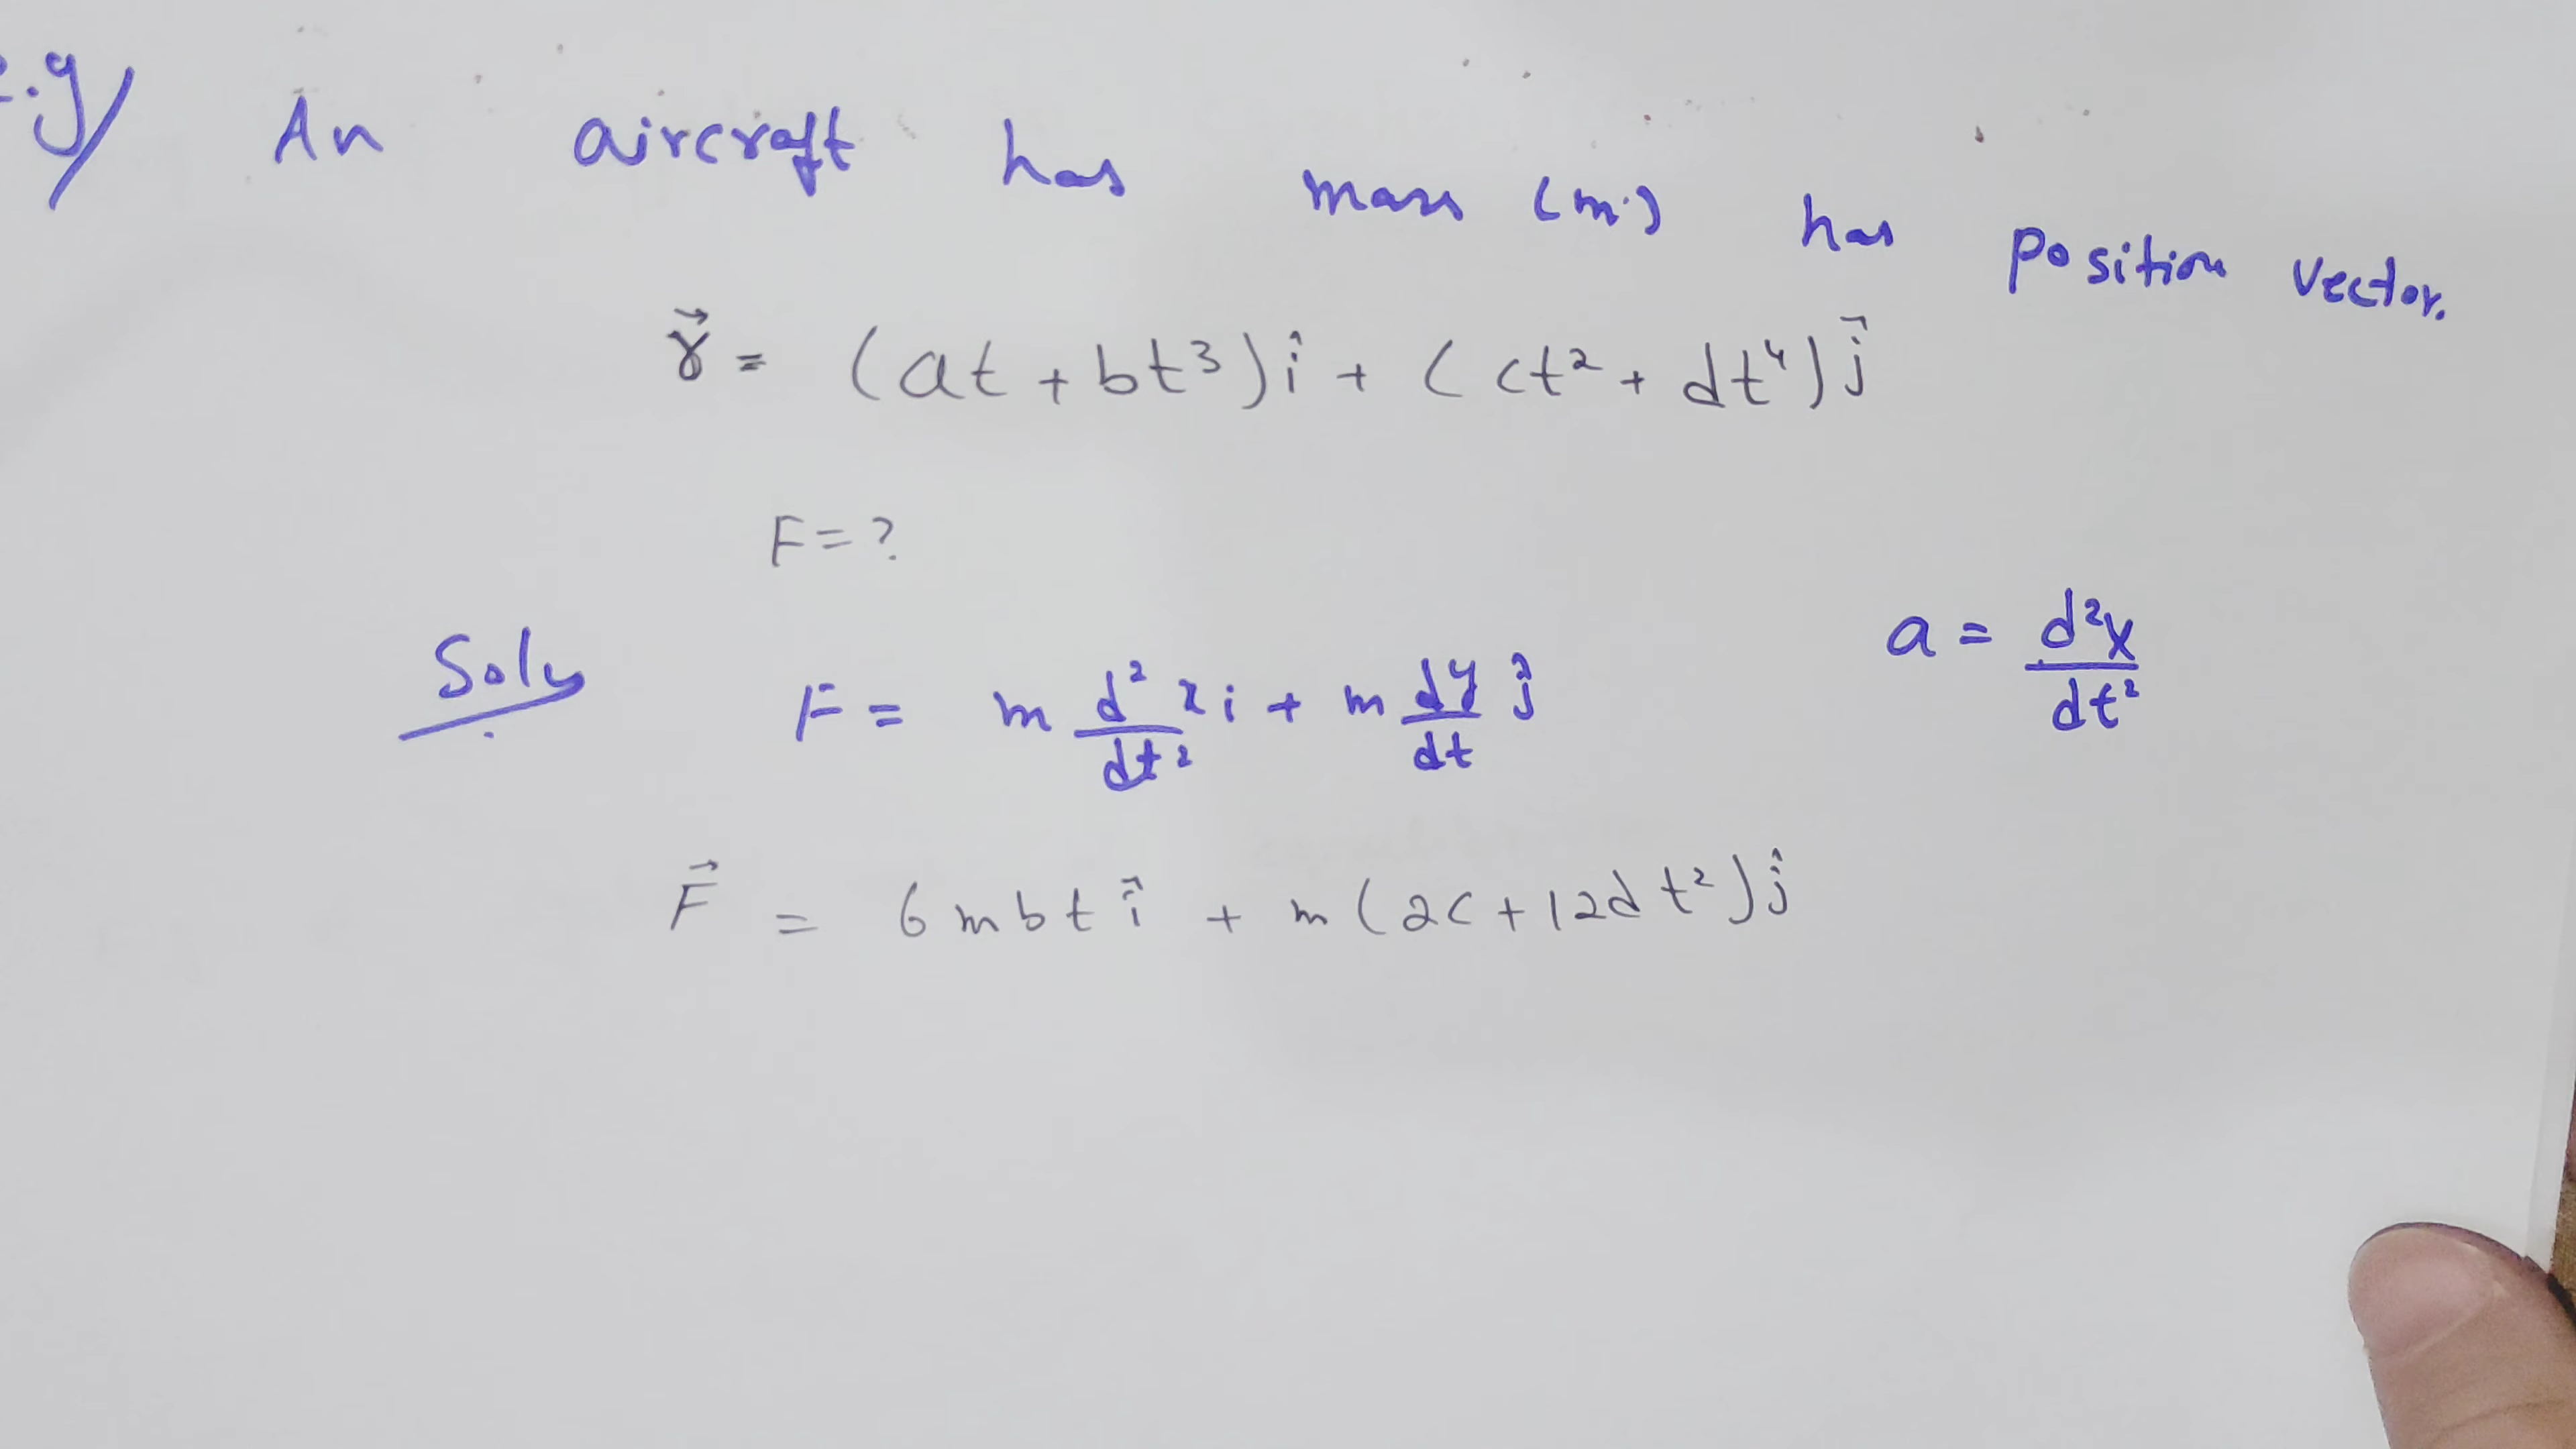 e.g/ An aircraft has mass (m.) has position vector.
r⃗ = (at + bt³)î + (ct² + dt⁴)ĵ
F = ?
a = d²x/dt²
Soln F = m d²x/dt² i + m dy/dt ĵ
F⃗ = 6mbt î + m(2c + 12dt²)ĵ